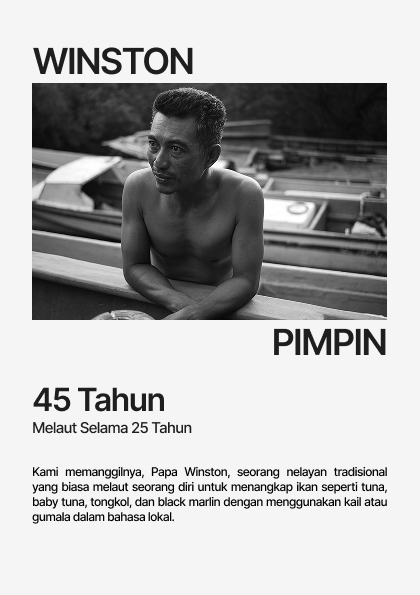 WINSTON
PIMPIN
45 Tahun
Melaut Selama 25 Tahun
Kami memanggilnya, Papa Winston, seorang nelayan tradisional
yang biasa melaut seorang diri untuk menangkap ikan seperti tuna,
baby tuna, tongkol, dan black marlin dengan menggunakan kail atau
gumala dalam bahasa lokal.